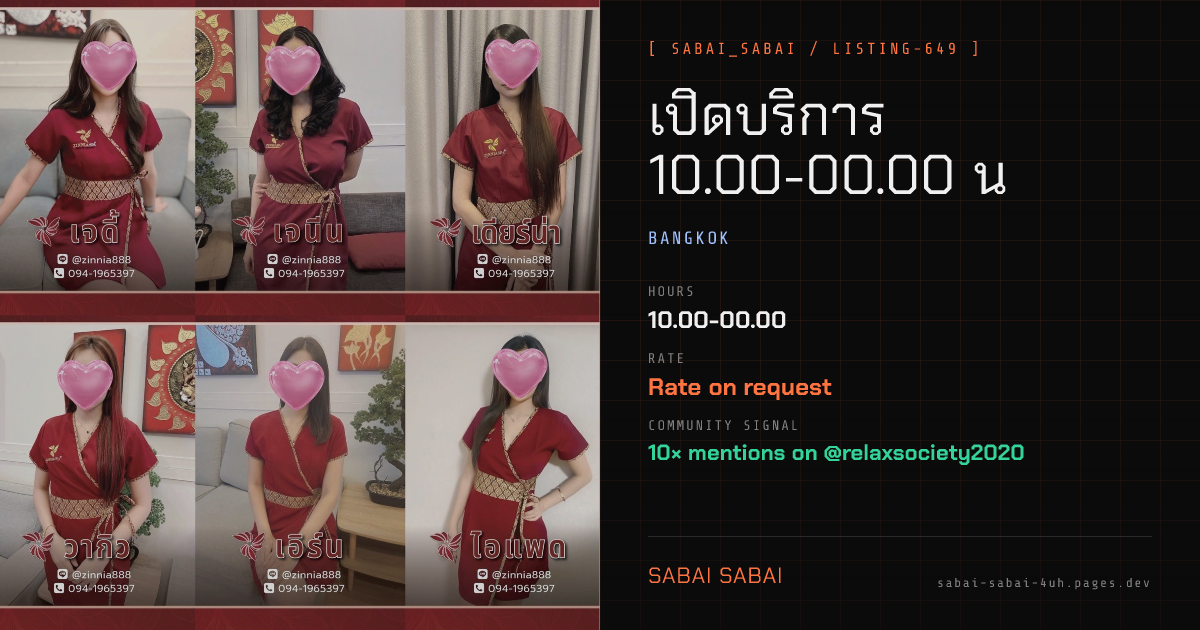 เจดี้
@zinnia888
094-1965397
เจนีน
@zinnia888
094-1965397
เดียร์น่า
@zinnia888
094-1965397
วากิว
@zinnia888
094-1965397
เอิร์น
@zinnia888
094-1965397
ไอแพด
@zinnia888
094-1965397
[ SABAI_SABAI / LISTING-649 ]
เปิดบริการ
10.00-00.00 น
BANGKOK
HOURS
10.00-00.00
RATE
Rate on request
COMMUNITY SIGNAL
10× mentions on @relaxsociety2020
SABAI SABAI
sabai-sabai-4uh.pages.dev